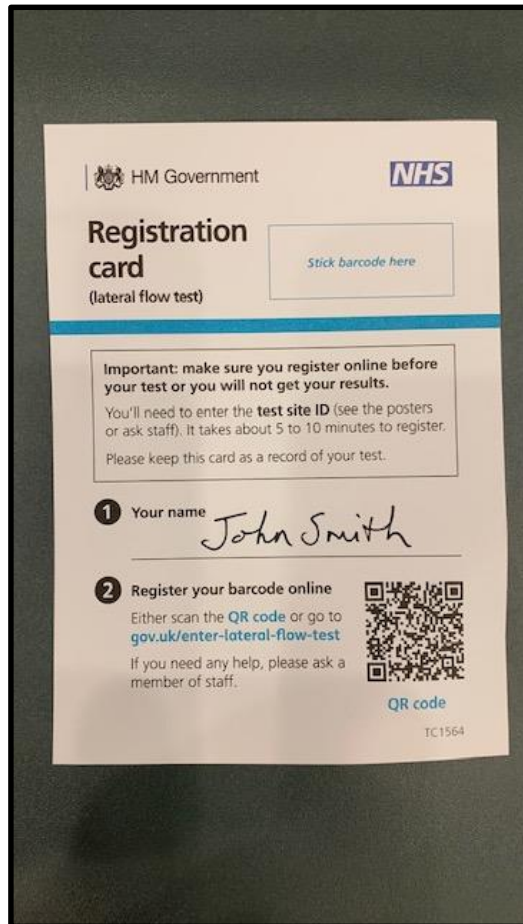 HM Government
NHS
Registration
card
(lateral flow test)
Stick barcode here
Important: make sure you register online before
your test or you will not get your results.
You'll need to enter the test site ID (see the posters
or ask staff). It takes about 5 to 10 minutes to register.
Please keep this card as a record of your test.
1 Your name John Smith
2 Register your barcode online
Either scan the QR code or go to
gov.uk/enter-lateral-flow-test
If you need any help, please ask a
member of staff.
QR code
TC1564